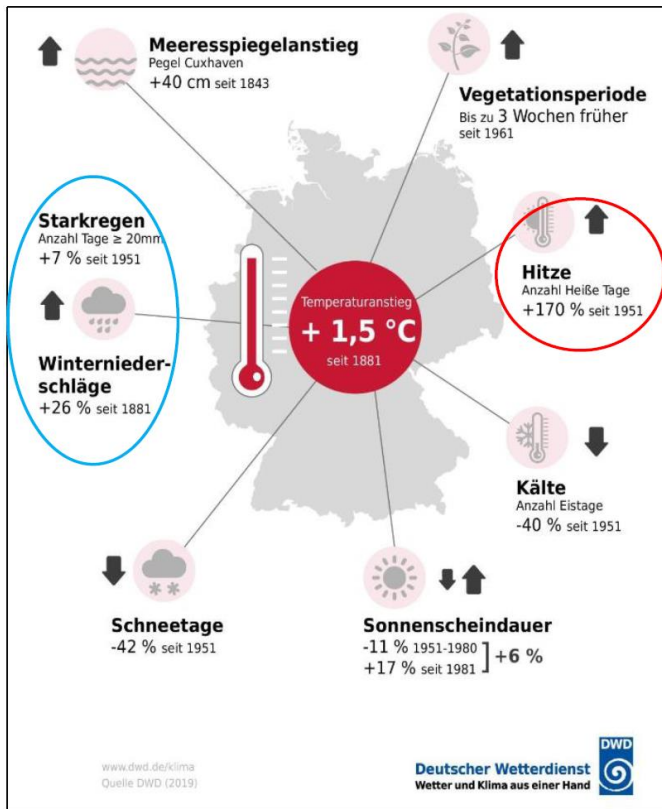 Meeresspiegelanstieg
Pegel Cuxhaven
+40 cm seit 1843
Vegetationsperiode
Bis zu 3 Wochen früher
seit 1961
Starkregen
Anzahl Tage ≥ 20mm
+7 % seit 1951
Winternieder-
schläge
+26 % seit 1881
Temperaturanstieg
+ 1,5 °C
seit 1881
Hitze
Anzahl Heiße Tage
+170 % seit 1951
Kälte
Anzahl Eistage
-40 % seit 1951
Schneetage
-42 % seit 1951
Sonnenscheindauer
-11 % 1951-1980
+17 % seit 1981
+6 %
www.dwd.de/klima
Quelle DWD (2019)
Deutscher Wetterdienst
Wetter und Klima aus einer Hand
DWD